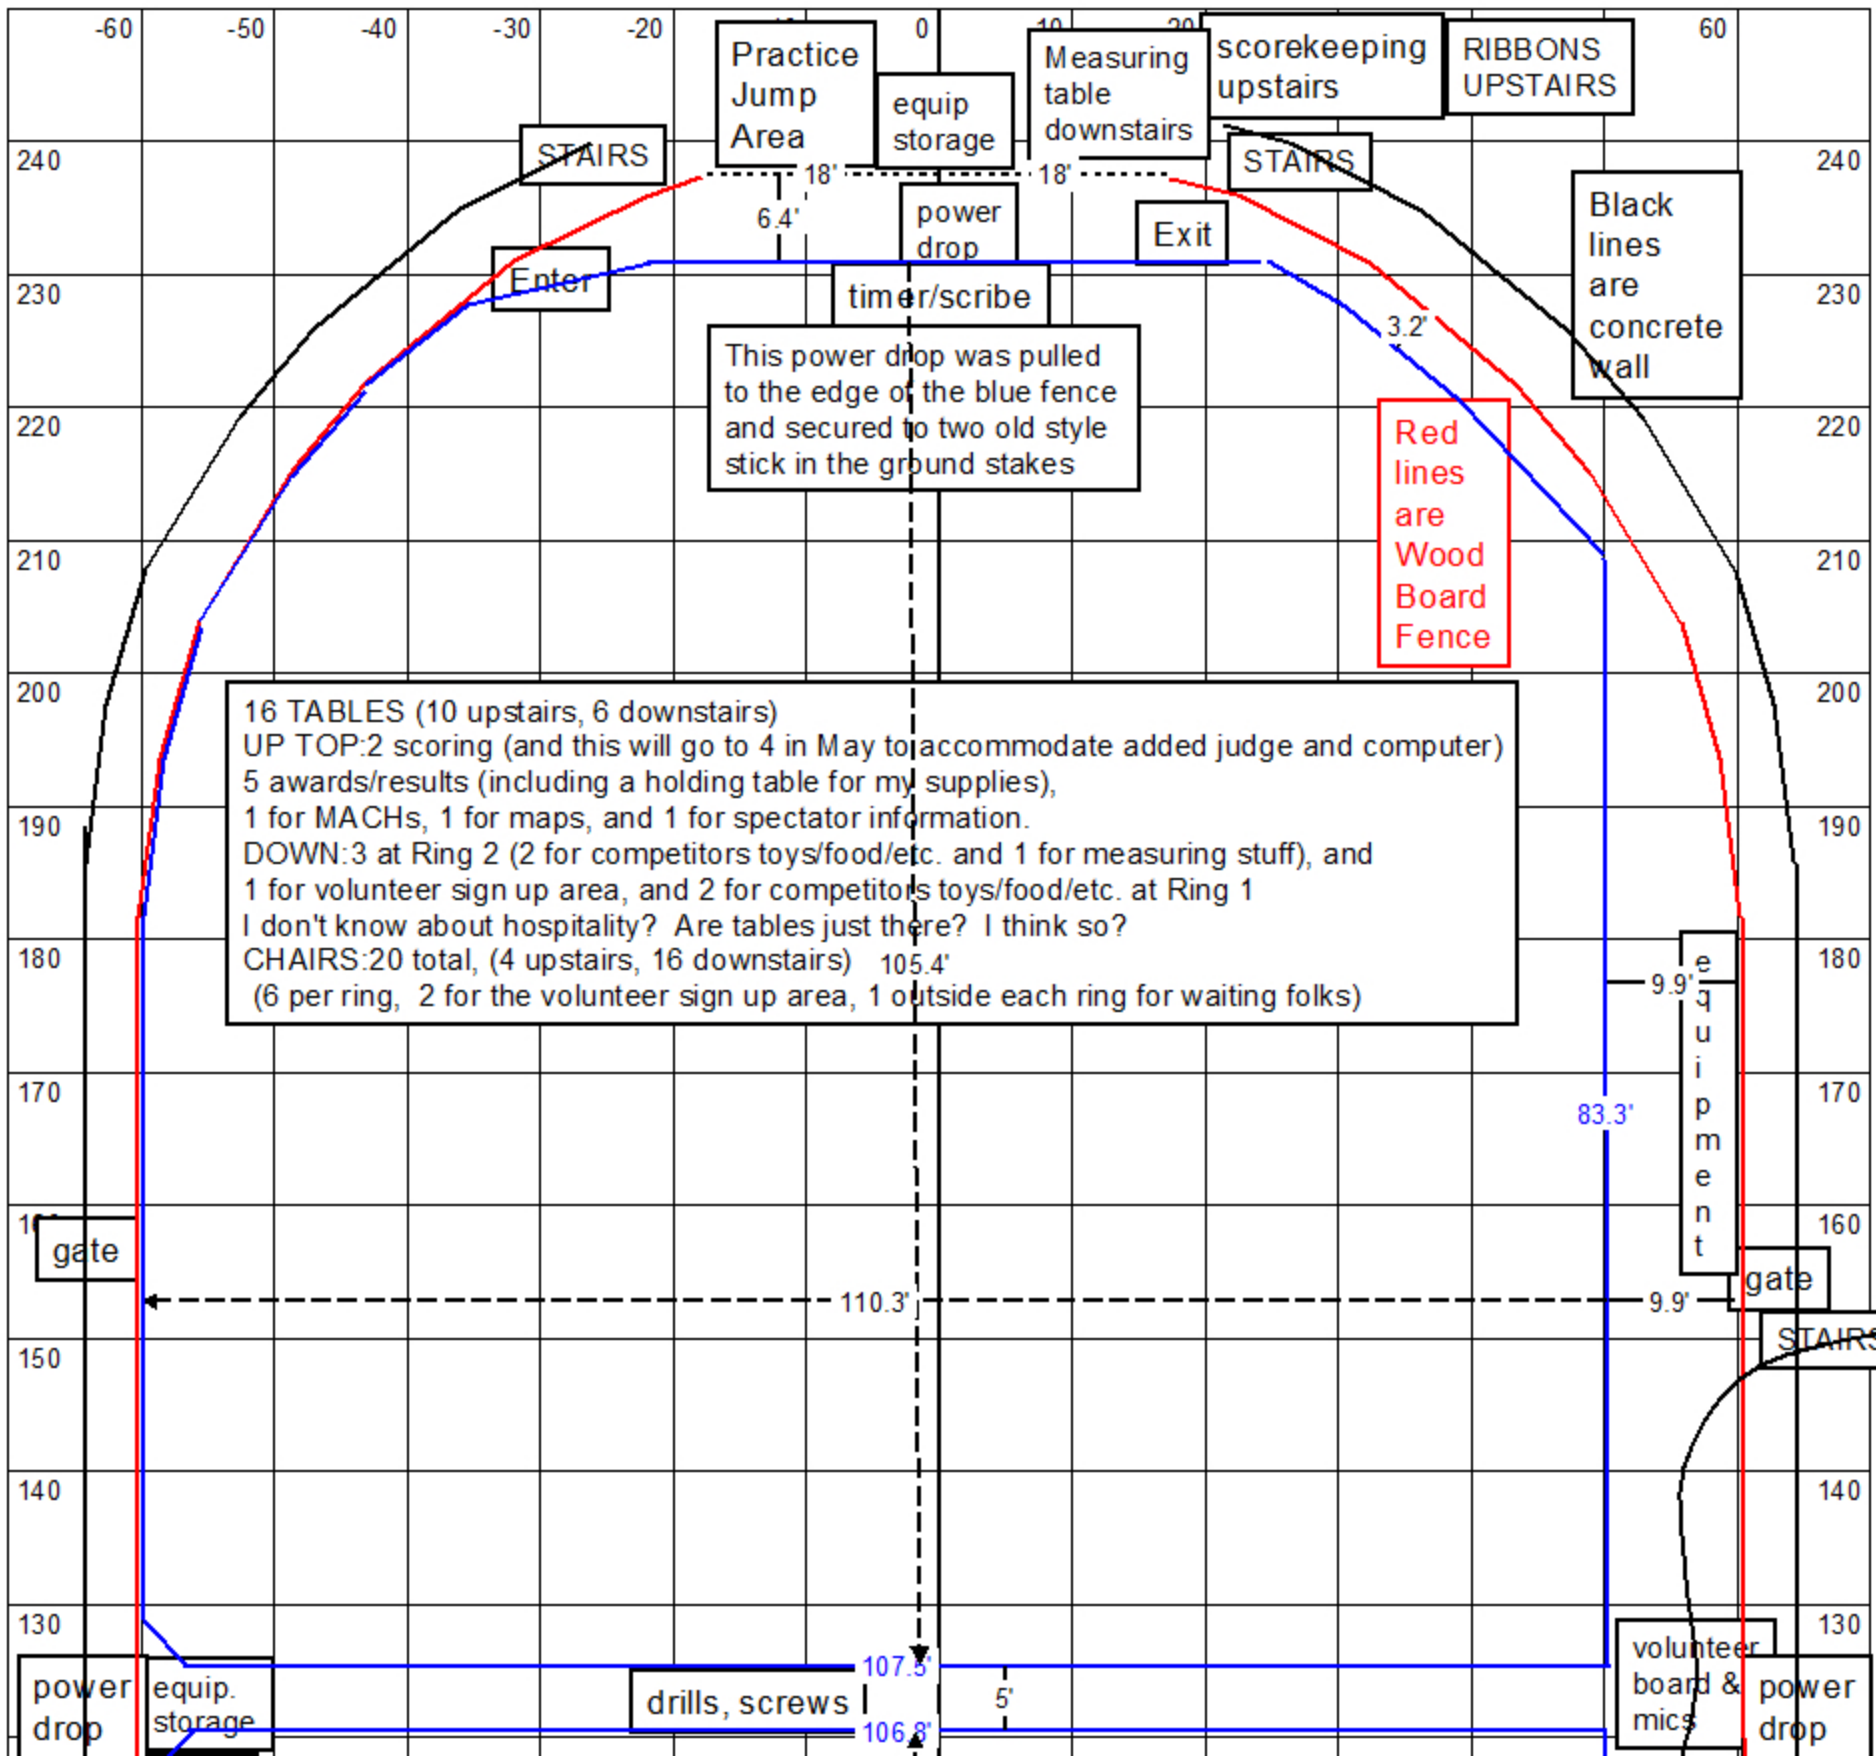 -60 -50 -40 -30 -20 0 10 20 60
Practice
Jump
Area
equip
storage
Measuring
table
downstairs
scorekeeping
upstairs
RIBBONS
UPSTAIRS
240 STAIRS STAIRS 240
18' 18'
6.4'
power
drop
Exit
Black
lines
are
concrete
wall
230 Enter 230
timer/scribe
3.2'
This power drop was pulled
to the edge of the blue fence
and secured to two old style
stick in the ground stakes
220 220
Red
lines
are
Wood
Board
Fence
210 210
200 200
16 TABLES (10 upstairs, 6 downstairs)
UP TOP:2 scoring (and this will go to 4 in May to accommodate added judge and computer)
5 awards/results (including a holding table for my supplies),
1 for MACHs, 1 for maps, and 1 for spectator information.
DOWN:3 at Ring 2 (2 for competitors toys/food/etc. and 1 for measuring stuff), and
1 for volunteer sign up area, and 2 for competitors toys/food/etc. at Ring 1
I don't know about hospitality? Are tables just there? I think so?
CHAIRS:20 total, (4 upstairs, 16 downstairs)
(6 per ring, 2 for the volunteer sign up area, 1 outside each ring for waiting folks)
105.4'
190 190
180 180
9.9'
equipment
170 170
83.3'
160
gate
gate
110.3' 9.9'
150 STAIRS
140 140
130 130
107.5'
power
drop
equip.
storage
drills, screws
5'
106.8'
volunteer
board &
mics
power
drop